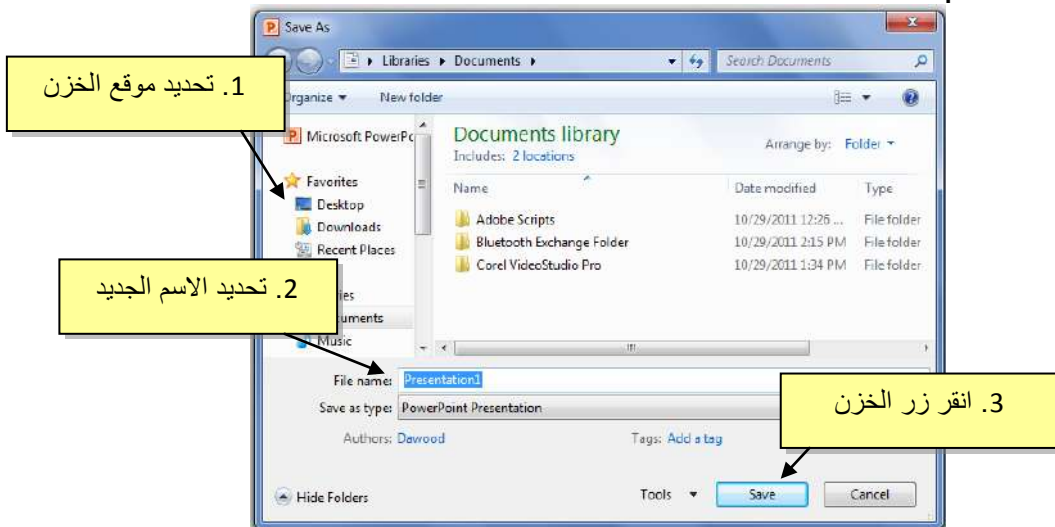 Save As
Libraries ▸ Documents ▸
Search Documents
1. تحديد موقع الخزن
Organize
New folder
Microsoft PowerPo
Documents library
Includes: 2 locations
Arrange by: Folder
Favorites
Name
Date modified
Type
Desktop
Adobe Scripts
10/29/2011 12:26 ...
File folder
Downloads
Bluetooth Exchange Folder
10/29/2011 2:15 PM
File folder
Recent Places
Corel VideoStudio Pro
10/29/2011 1:34 PM
File folder
2. تحديد الاسم الجديد
Music
File name: Presentation1
Save as type: PowerPoint Presentation
3. انقر زر الخزن
Authors: Dawood
Tags: Add a tag
Hide Folders
Tools
Save
Cancel